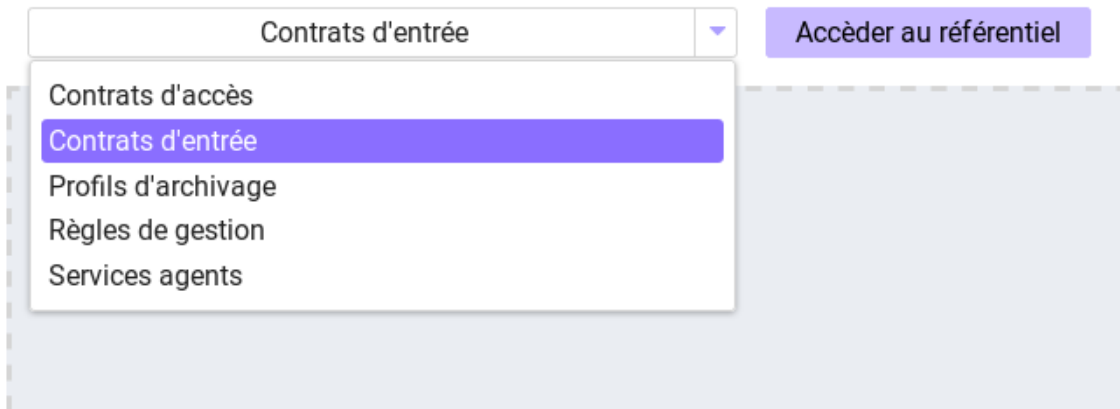 Contrats d'entrée
Accèder au référentiel
Contrats d'accès
Contrats d'entrée
Profils d'archivage
Règles de gestion
Services agents